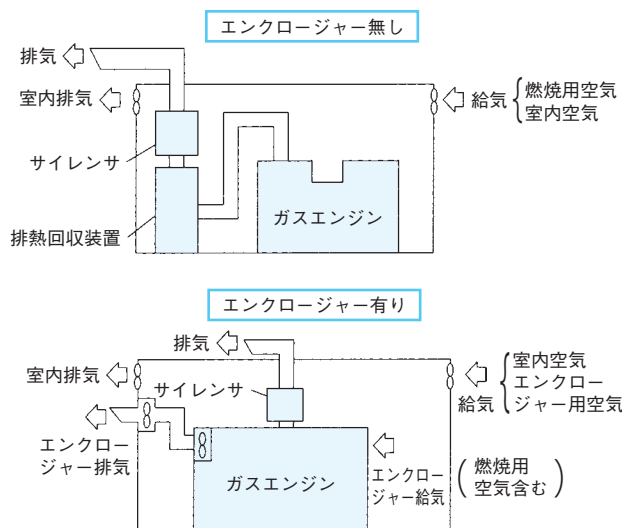 エンクロージャー無し
排気
室内排気
給気
燃焼用空気
室内空気
サイレンサ
排熱回収装置
ガスエンジン
エンクロージャー有り
排気
室内排気
サイレンサ
給気
室内空気
エンクロー
ジャー用空気
エンクロー
ジャー排気
ガスエンジン
エンクロー
ジャー給気
(燃焼用
空気含む)